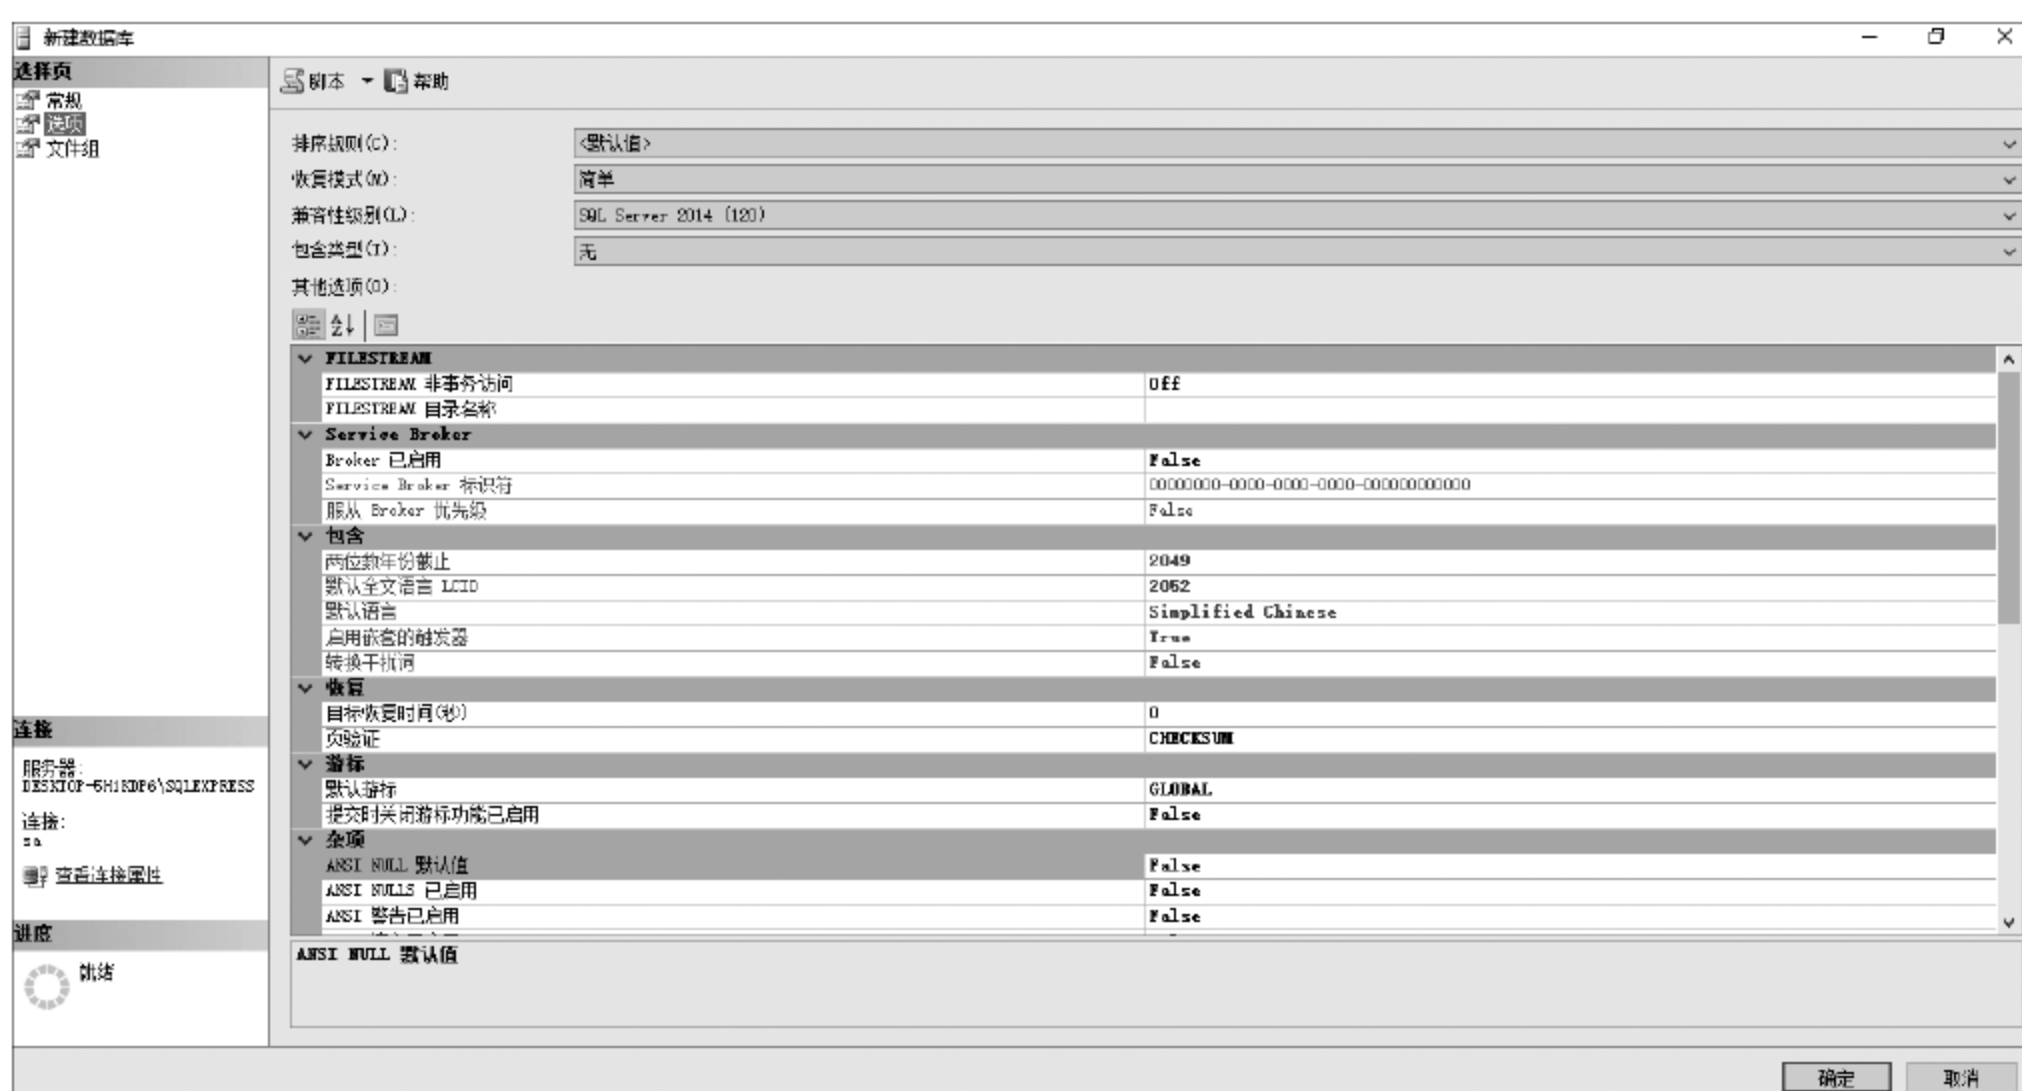 新建数据库
选择页
常规
选项
文件组
脚本
帮助
排序规则(C):
<默认值>
恢复模式(M):
简单
兼容性级别(L):
SQL Server 2014 (120)
包含类型(T):
无
其他选项(O):
FILESTREAM
FILESTREAM 非事务访问 Off
FILESTREAM 目录名称
Service Broker
Broker 已启用 False
Service Broker 标识符 00000000-0000-0000-0000-000000000000
服从 Broker 优先级 False
包含
两位数年份截止 2049
默认全文语言 LCID 2052
默认语言 Simplified Chinese
启用嵌套的触发器 True
转换干扰词 False
恢复
目标恢复时间(秒) 0
页验证 CHECKSUM
游标
默认游标 GLOBAL
提交时关闭游标功能已启用 False
杂项
ANSI NULL 默认值 False
ANSI NULLS 已启用 False
ANSI 警告已启用 False
ANSI NULL 默认值
连接
服务器:
DESKTOP-5H1KDP6\SQLEXPRESS
连接:
sa
查看连接属性
进度
就绪
确定
取消